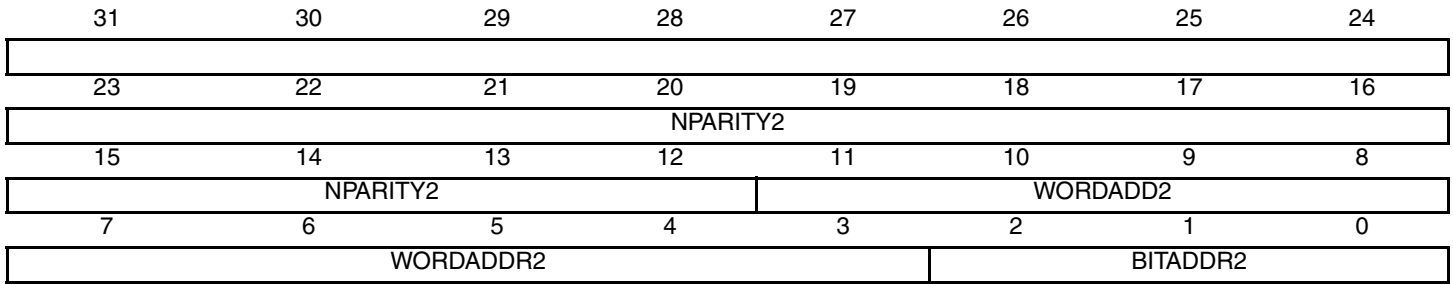 31 30 29 28 27 26 25 24
23 22 21 20 19 18 17 16
NPARITY2
15 14 13 12 11 10 9 8
NPARITY2 WORDADD2
7 6 5 4 3 2 1 0
WORDADDR2 BITADDR2